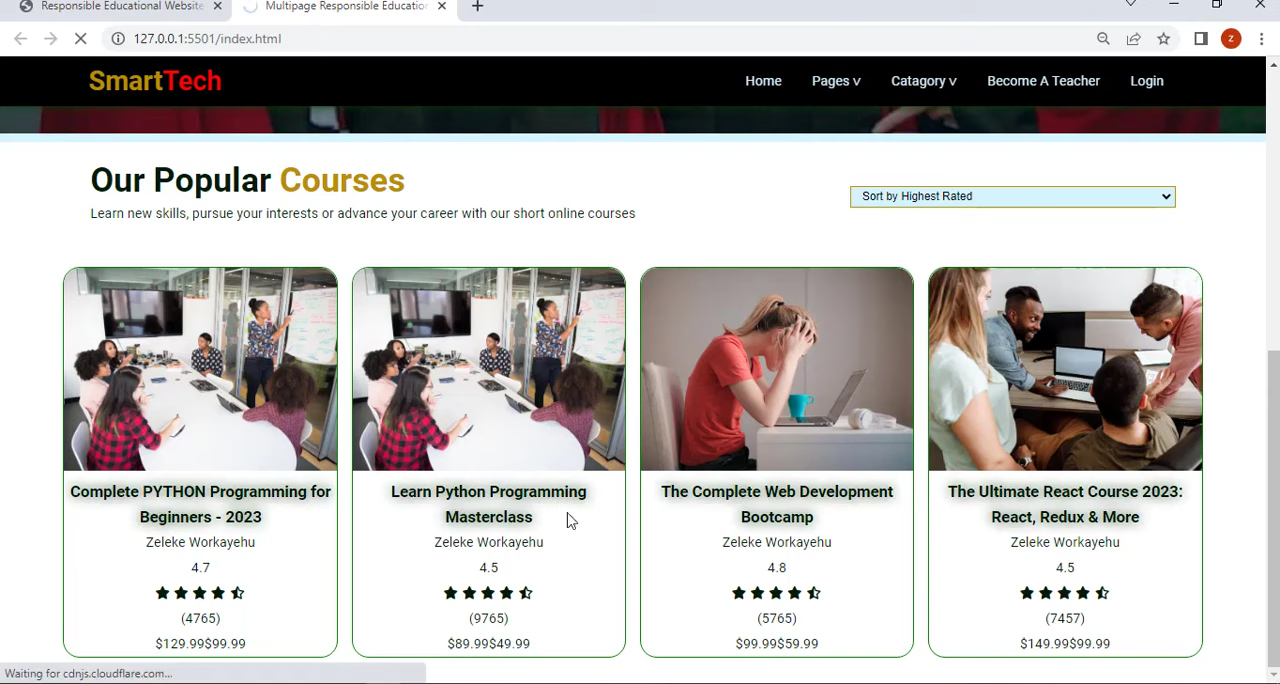 Responsible Educational Website
Multipage Responsible Educatio
127.0.0.1:5501/index.html
z
SmartTech
Home Pages v Catagory v Become A Teacher Login
Our Popular Courses
Learn new skills, pursue your interests or advance your career with our short online courses
Sort by Highest Rated
Complete PYTHON Programming for
Beginners - 2023
Zeleke Workayehu
4.7
(4765)
$129.99$99.99
Learn Python Programming
Masterclass
Zeleke Workayehu
4.5
(9765)
$89.99$49.99
The Complete Web Development
Bootcamp
Zeleke Workayehu
4.8
(5765)
$99.99$59.99
The Ultimate React Course 2023:
React, Redux & More
Zeleke Workayehu
4.5
(7457)
$149.99$99.99
Waiting for cdnjs.cloudflare.com...